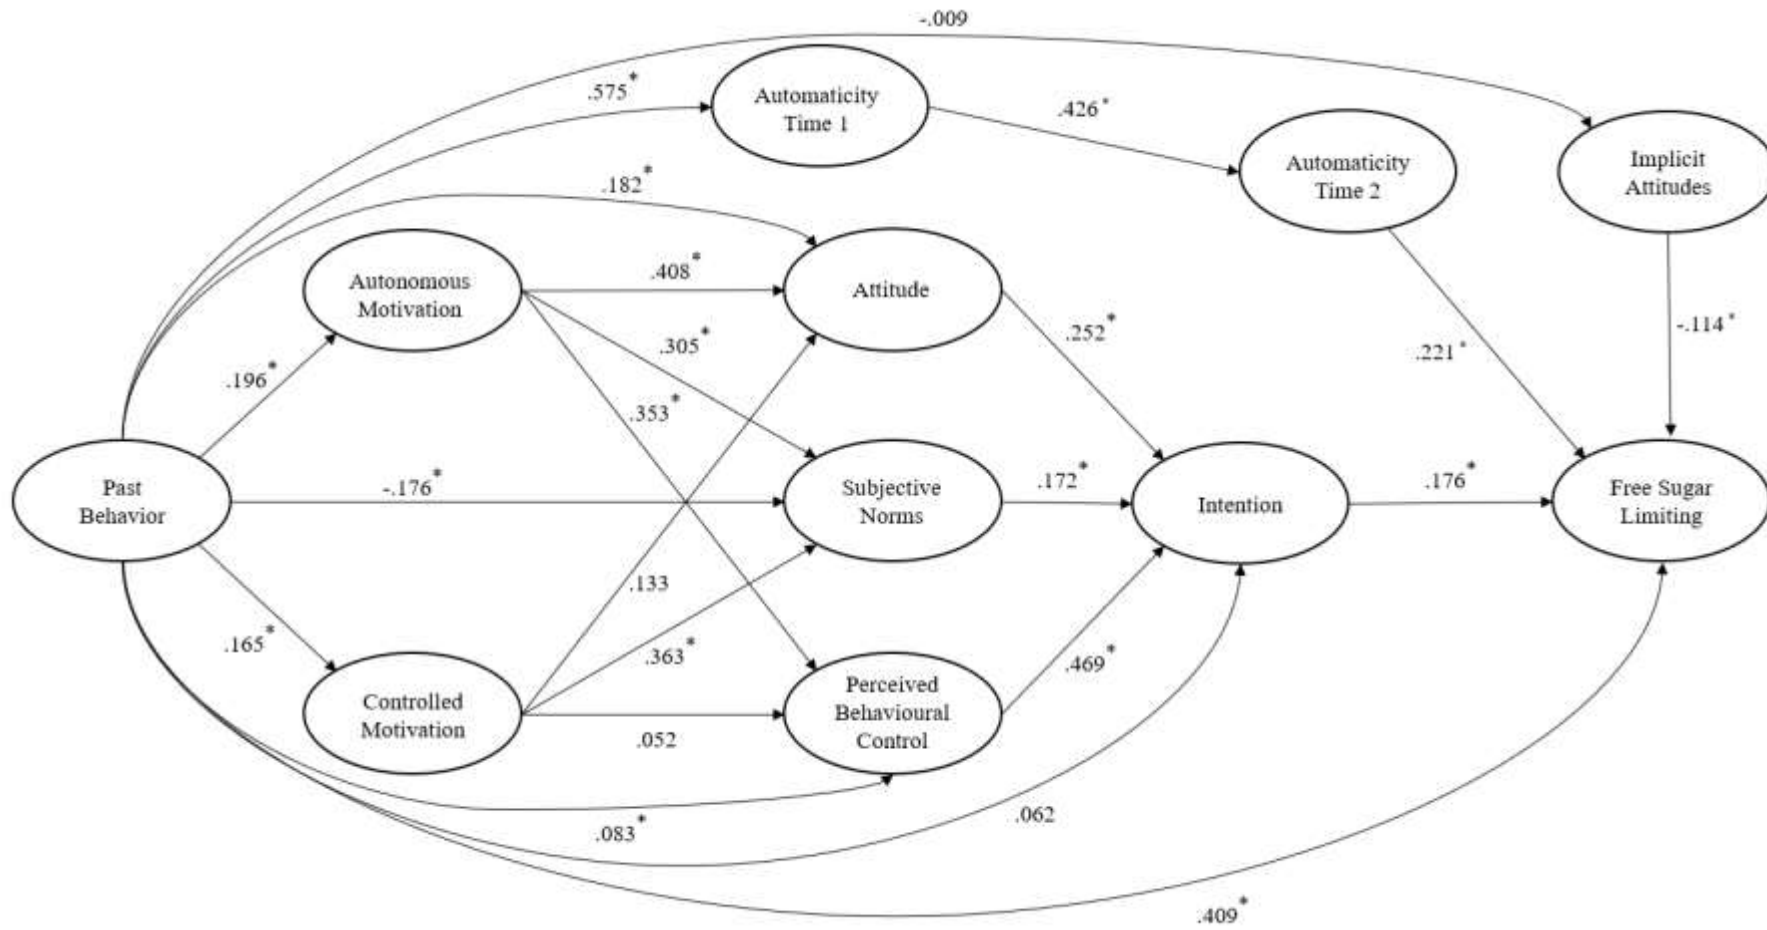 -.009
.575*
Automaticity
Time 1
.426*
Automaticity
Time 2
Implicit
Attitudes
.182*
Autonomous
Motivation
.408*
Attitude
.305*
.252*
.221*
-.114*
.196*
.353*
Past
Behavior
-.176*
Subjective
Norms
.172*
Intention
.176*
Free Sugar
Limiting
.133
.165*
.363*
.469*
Controlled
Motivation
.052
Perceived
Behavioural
Control
.083*
.062
.409*